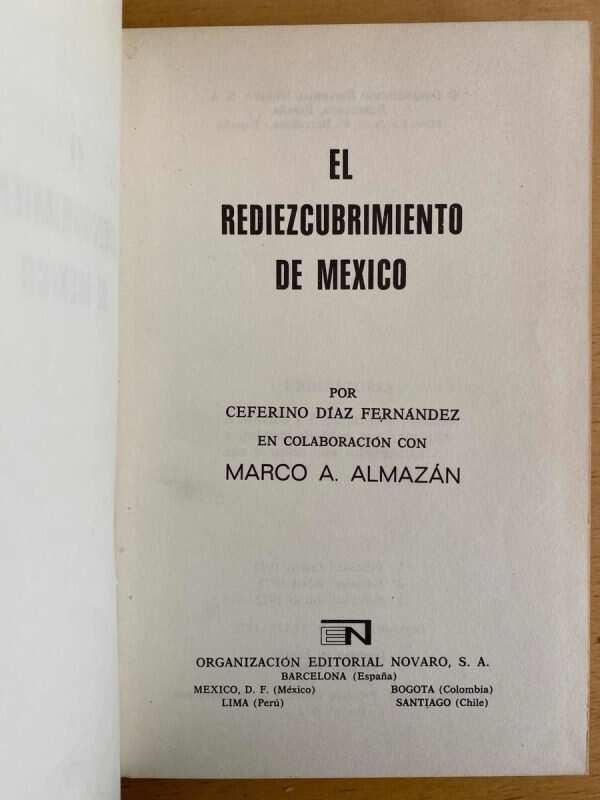 EL
REDIEZCUBRIMIENTO
DE MEXICO
POR
CEFERINO DÍAZ FERNÁNDEZ
EN COLABORACIÓN CON
MARCO A. ALMAZÁN
EN
ORGANIZACIÓN EDITORIAL NOVARO, S. A.
BARCELONA (España)
MEXICO, D. F. (México) BOGOTA (Colombia)
LIMA (Perú) SANTIAGO (Chile)